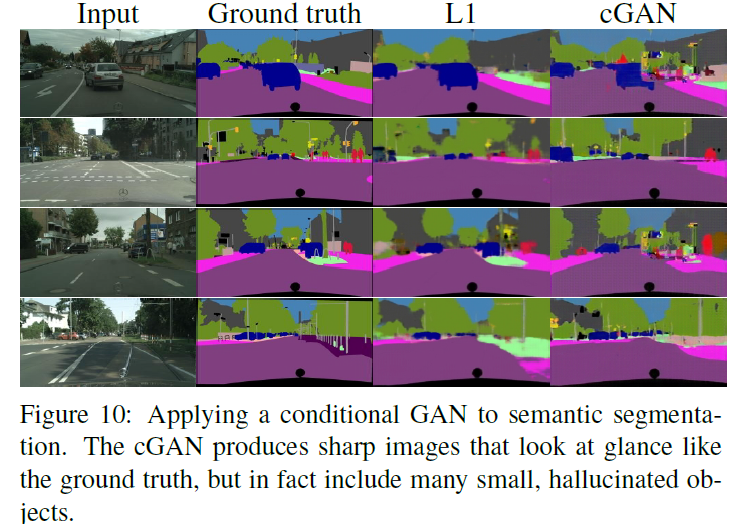 Input Ground truth L1 cGAN
Figure 10: Applying a conditional GAN to semantic segmenta-
tion. The cGAN produces sharp images that look at glance like
the ground truth, but in fact include many small, hallucinated ob-
jects.